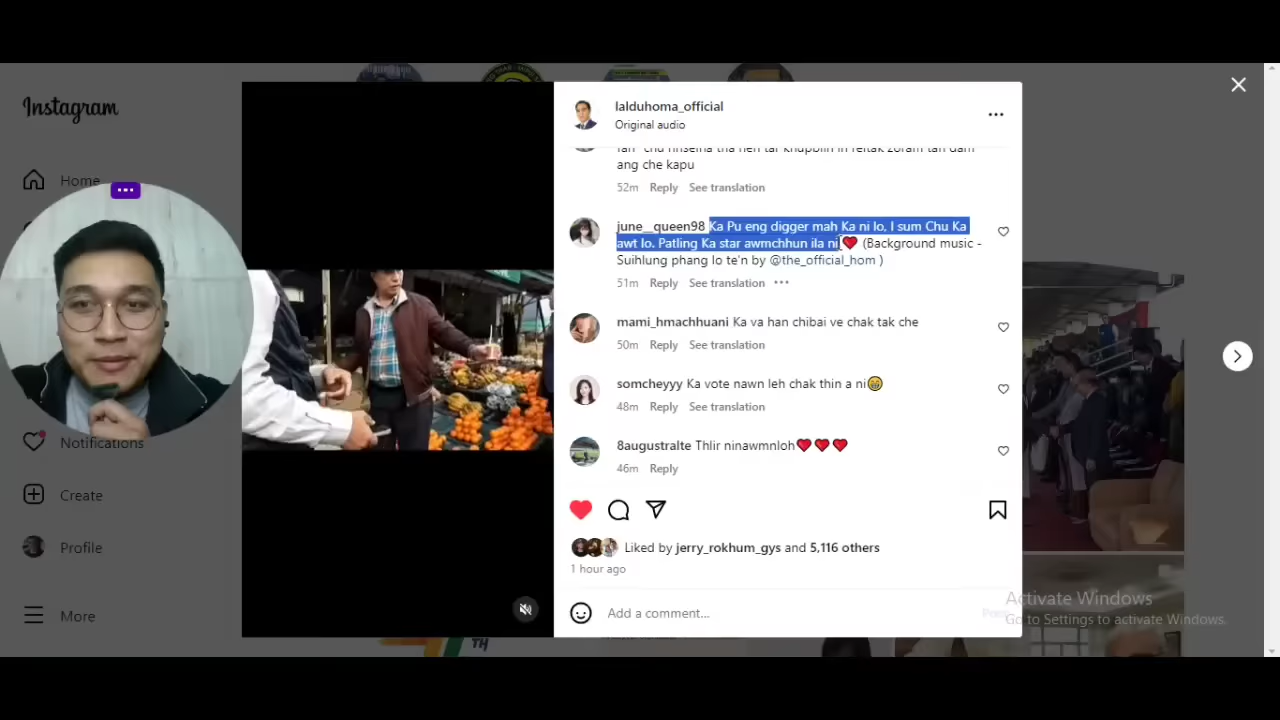 Instagram
lalduhoma_official
Original audio
ang che kapu
52m Reply See translation
Home
june__queen98 Ka Pu eng digger mah Ka ni lo, I sum Chu Ka
awt lo. Patling Ka star awmchhun ila ni❤️ (Background music -
Suihlung phang lo te'n by @the_official_hom )
51m Reply See translation
mami_hmachhuani Ka va han chibai ve chak tak che
50m Reply See translation
somcheyyy Ka vote nawn leh chak thin a ni😁
48m Reply See translation
Notifications
8augustralte Thlir ninawmnloh❤️❤️❤️
46m Reply
Create
Profile
Liked by jerry_rokhum_gys and 5,116 others
1 hour ago
More
Add a comment...
Post
Activate Windows
Go to Settings to activate Windows.
TH